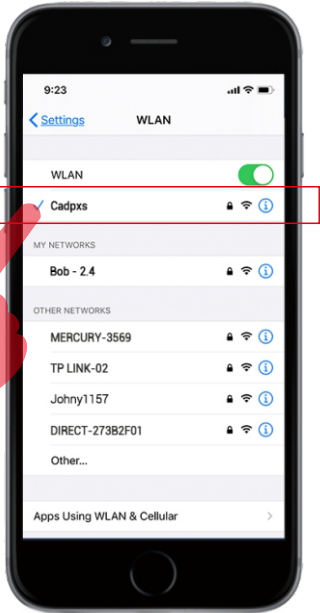 9:23
Settings WLAN
WLAN
Cadpxs
MY NETWORKS
Bob - 2.4
OTHER NETWORKS
MERCURY-3569
TP LINK-02
Johny1157
DIRECT-273B2F01
Other...
Apps Using WLAN & Cellular